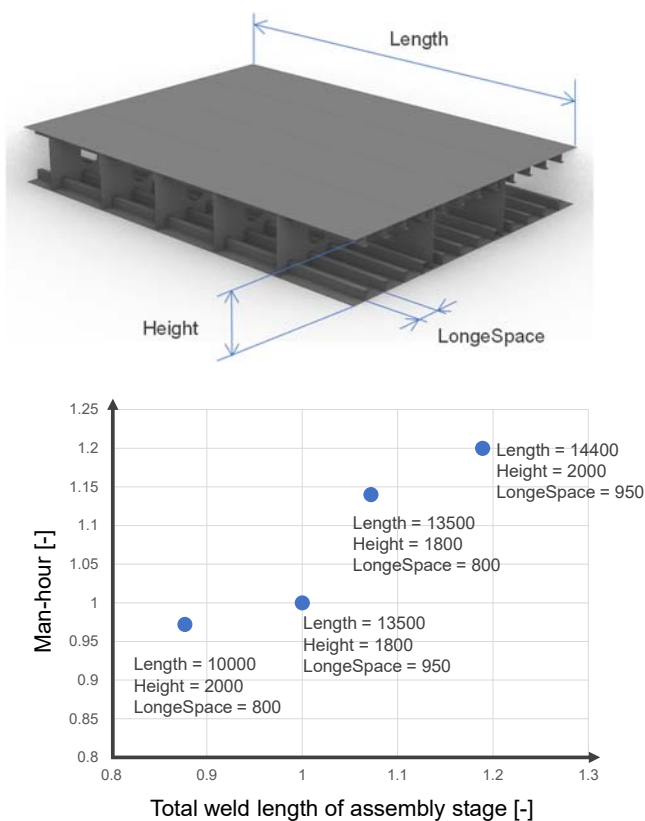 Length
Height
LongeSpace
1.25
1.2
1.15
1.1
1.05
1
0.95
0.9
0.85
0.8
Man-hour [-]
Length = 14400
Height = 2000
LongeSpace = 950
Length = 13500
Height = 1800
LongeSpace = 800
Length = 13500
Height = 1800
LongeSpace = 950
Length = 10000
Height = 2000
LongeSpace = 800
0.8 0.9 1 1.1 1.2 1.3
Total weld length of assembly stage [-]